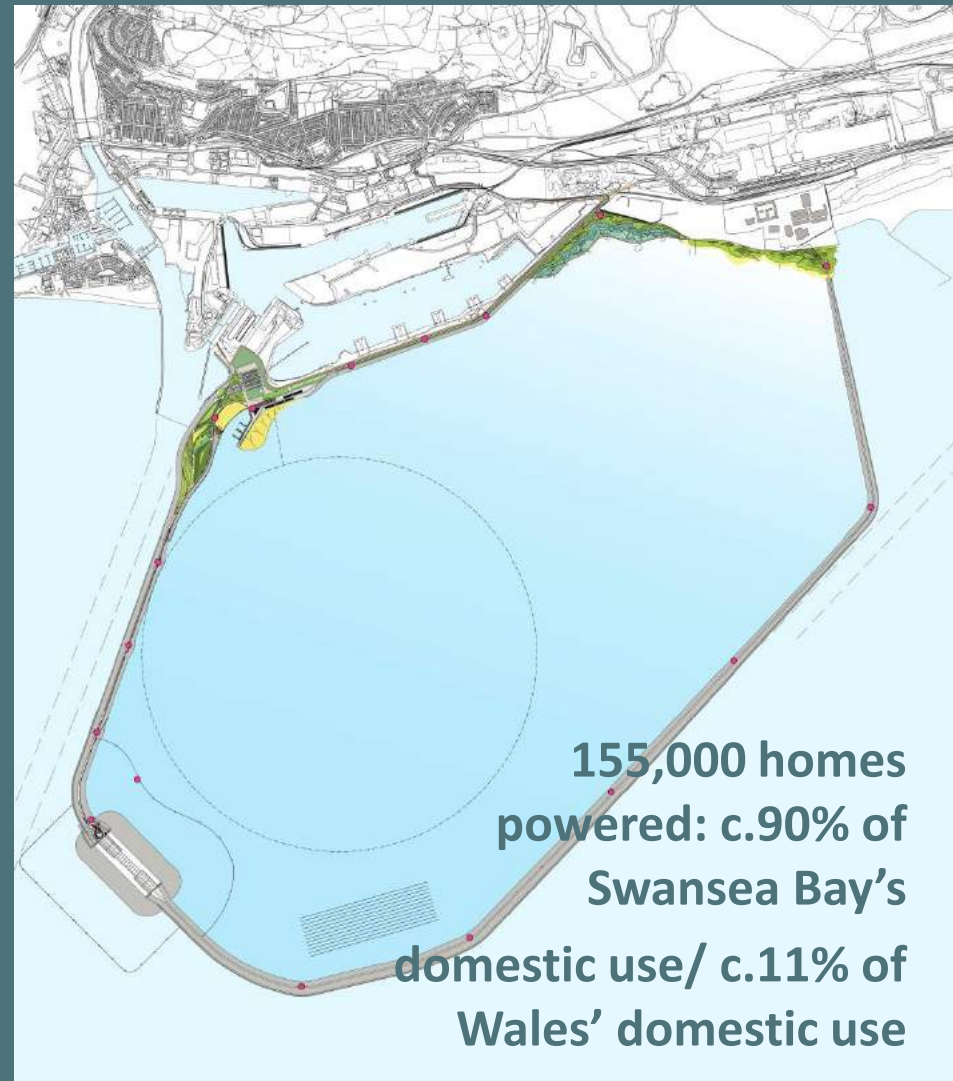 155,000 homes
powered: c.90% of
Swansea Bay’s
domestic use/ c.11% of
Wales’ domestic use